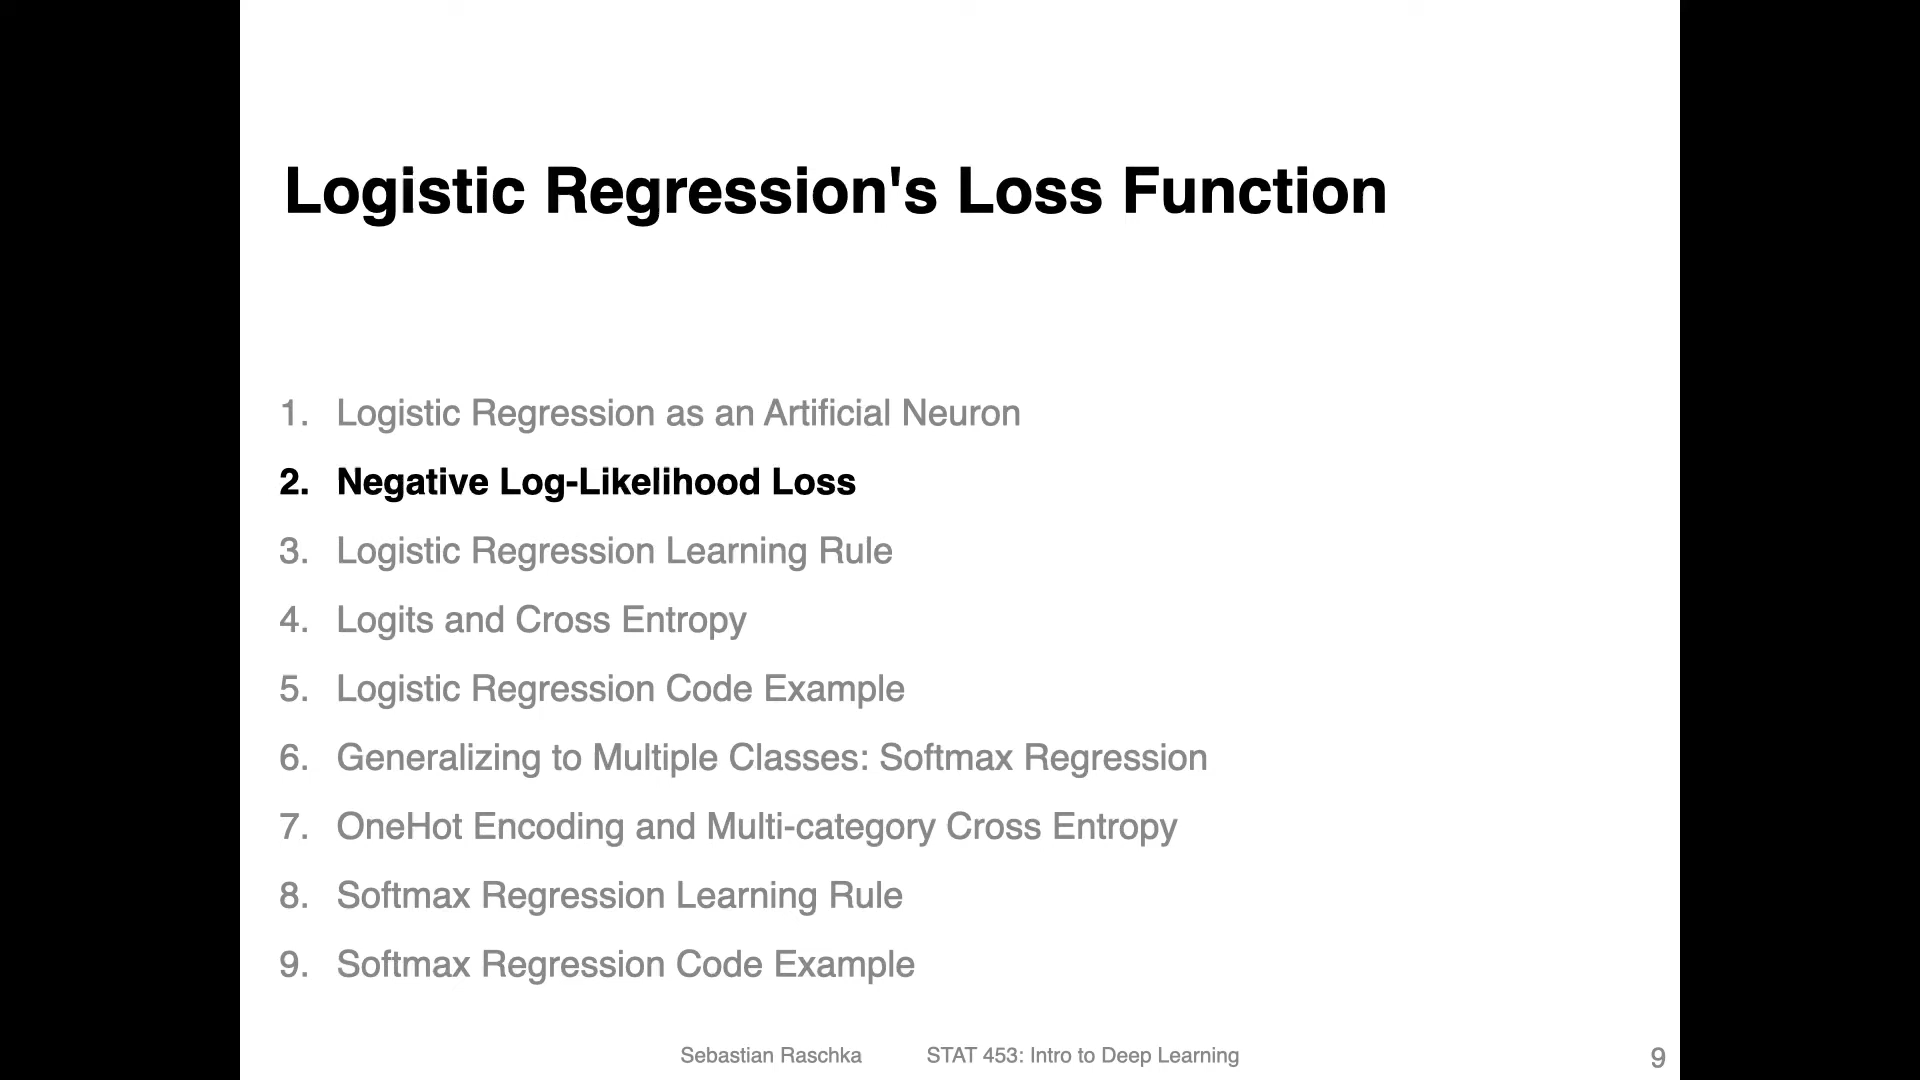 Logistic Regression's Loss Function
1. Logistic Regression as an Artificial Neuron
2. Negative Log-Likelihood Loss
3. Logistic Regression Learning Rule
4. Logits and Cross Entropy
5. Logistic Regression Code Example
6. Generalizing to Multiple Classes: Softmax Regression
7. OneHot Encoding and Multi-category Cross Entropy
8. Softmax Regression Learning Rule
9. Softmax Regression Code Example
Sebastian Raschka STAT 453: Intro to Deep Learning 9